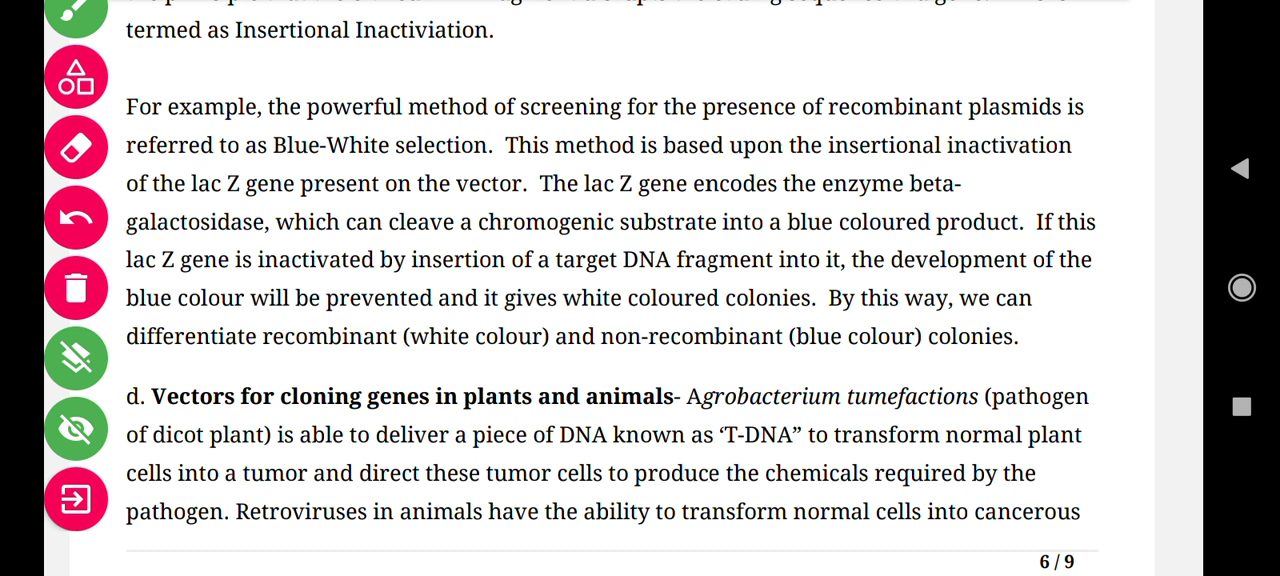 termed as Insertional Inactiviation.
For example, the powerful method of screening for the presence of recombinant plasmids is
referred to as Blue-White selection.  This method is based upon the insertional inactivation
of the lac Z gene present on the vector.  The lac Z gene encodes the enzyme beta-
galactosidase, which can cleave a chromogenic substrate into a blue coloured product.  If this
lac Z gene is inactivated by insertion of a target DNA fragment into it, the development of the
blue colour will be prevented and it gives white coloured colonies.  By this way, we can
differentiate recombinant (white colour) and non-recombinant (blue colour) colonies.
d. Vectors for cloning genes in plants and animals- Agrobacterium tumefactions (pathogen
of dicot plant) is able to deliver a piece of DNA known as ‘T-DNA” to transform normal plant
cells into a tumor and direct these tumor cells to produce the chemicals required by the
pathogen. Retroviruses in animals have the ability to transform normal cells into cancerous
6 / 9